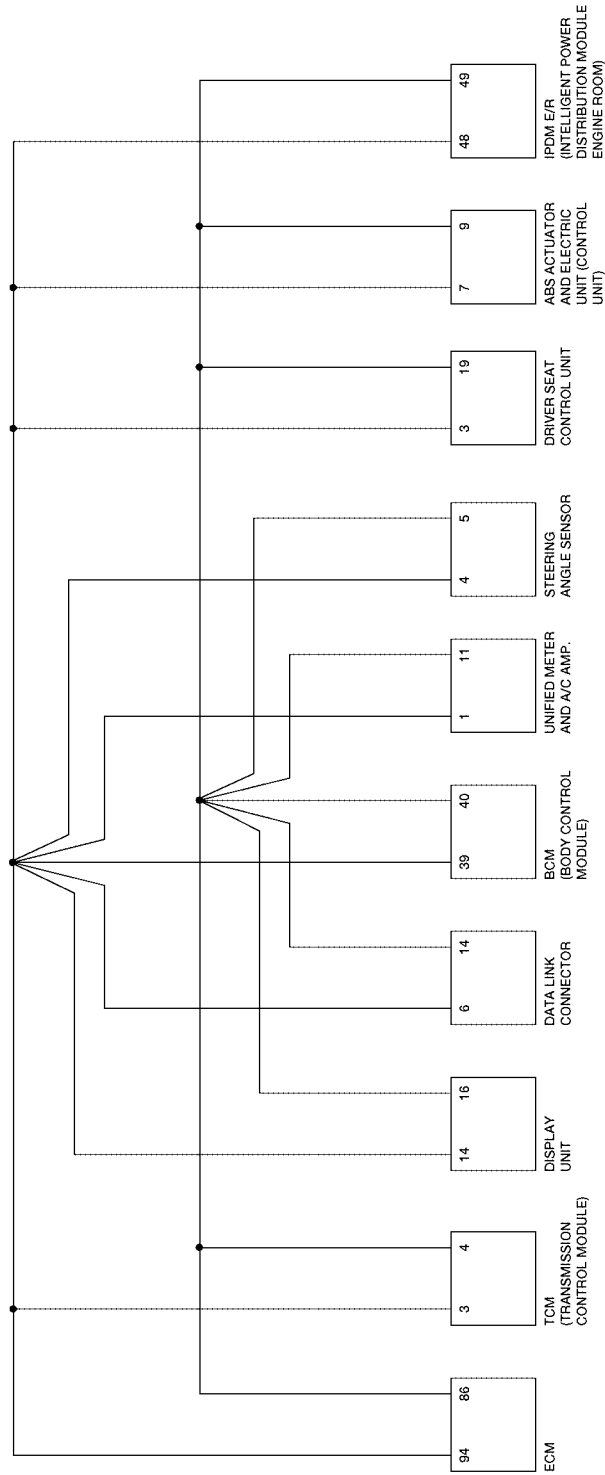 94
86
ECM
3
4
TCM
(TRANSMISSION
CONTROL MODULE)
14
16
DISPLAY
UNIT
6
14
DATA LINK
CONNECTOR
39
40
BCM
(BODY CONTROL
MODULE)
1
11
UNIFIED METER
AND A/C AMP.
4
5
STEERING
ANGLE SENSOR
3
19
DRIVER SEAT
CONTROL UNIT
7
9
ABS ACTUATOR
AND ELECTRIC
UNIT (CONTROL
UNIT)
48
49
IPDM E/R
(INTELLIGENT POWER
DISTRIBUTION MODULE
ENGINE ROOM)